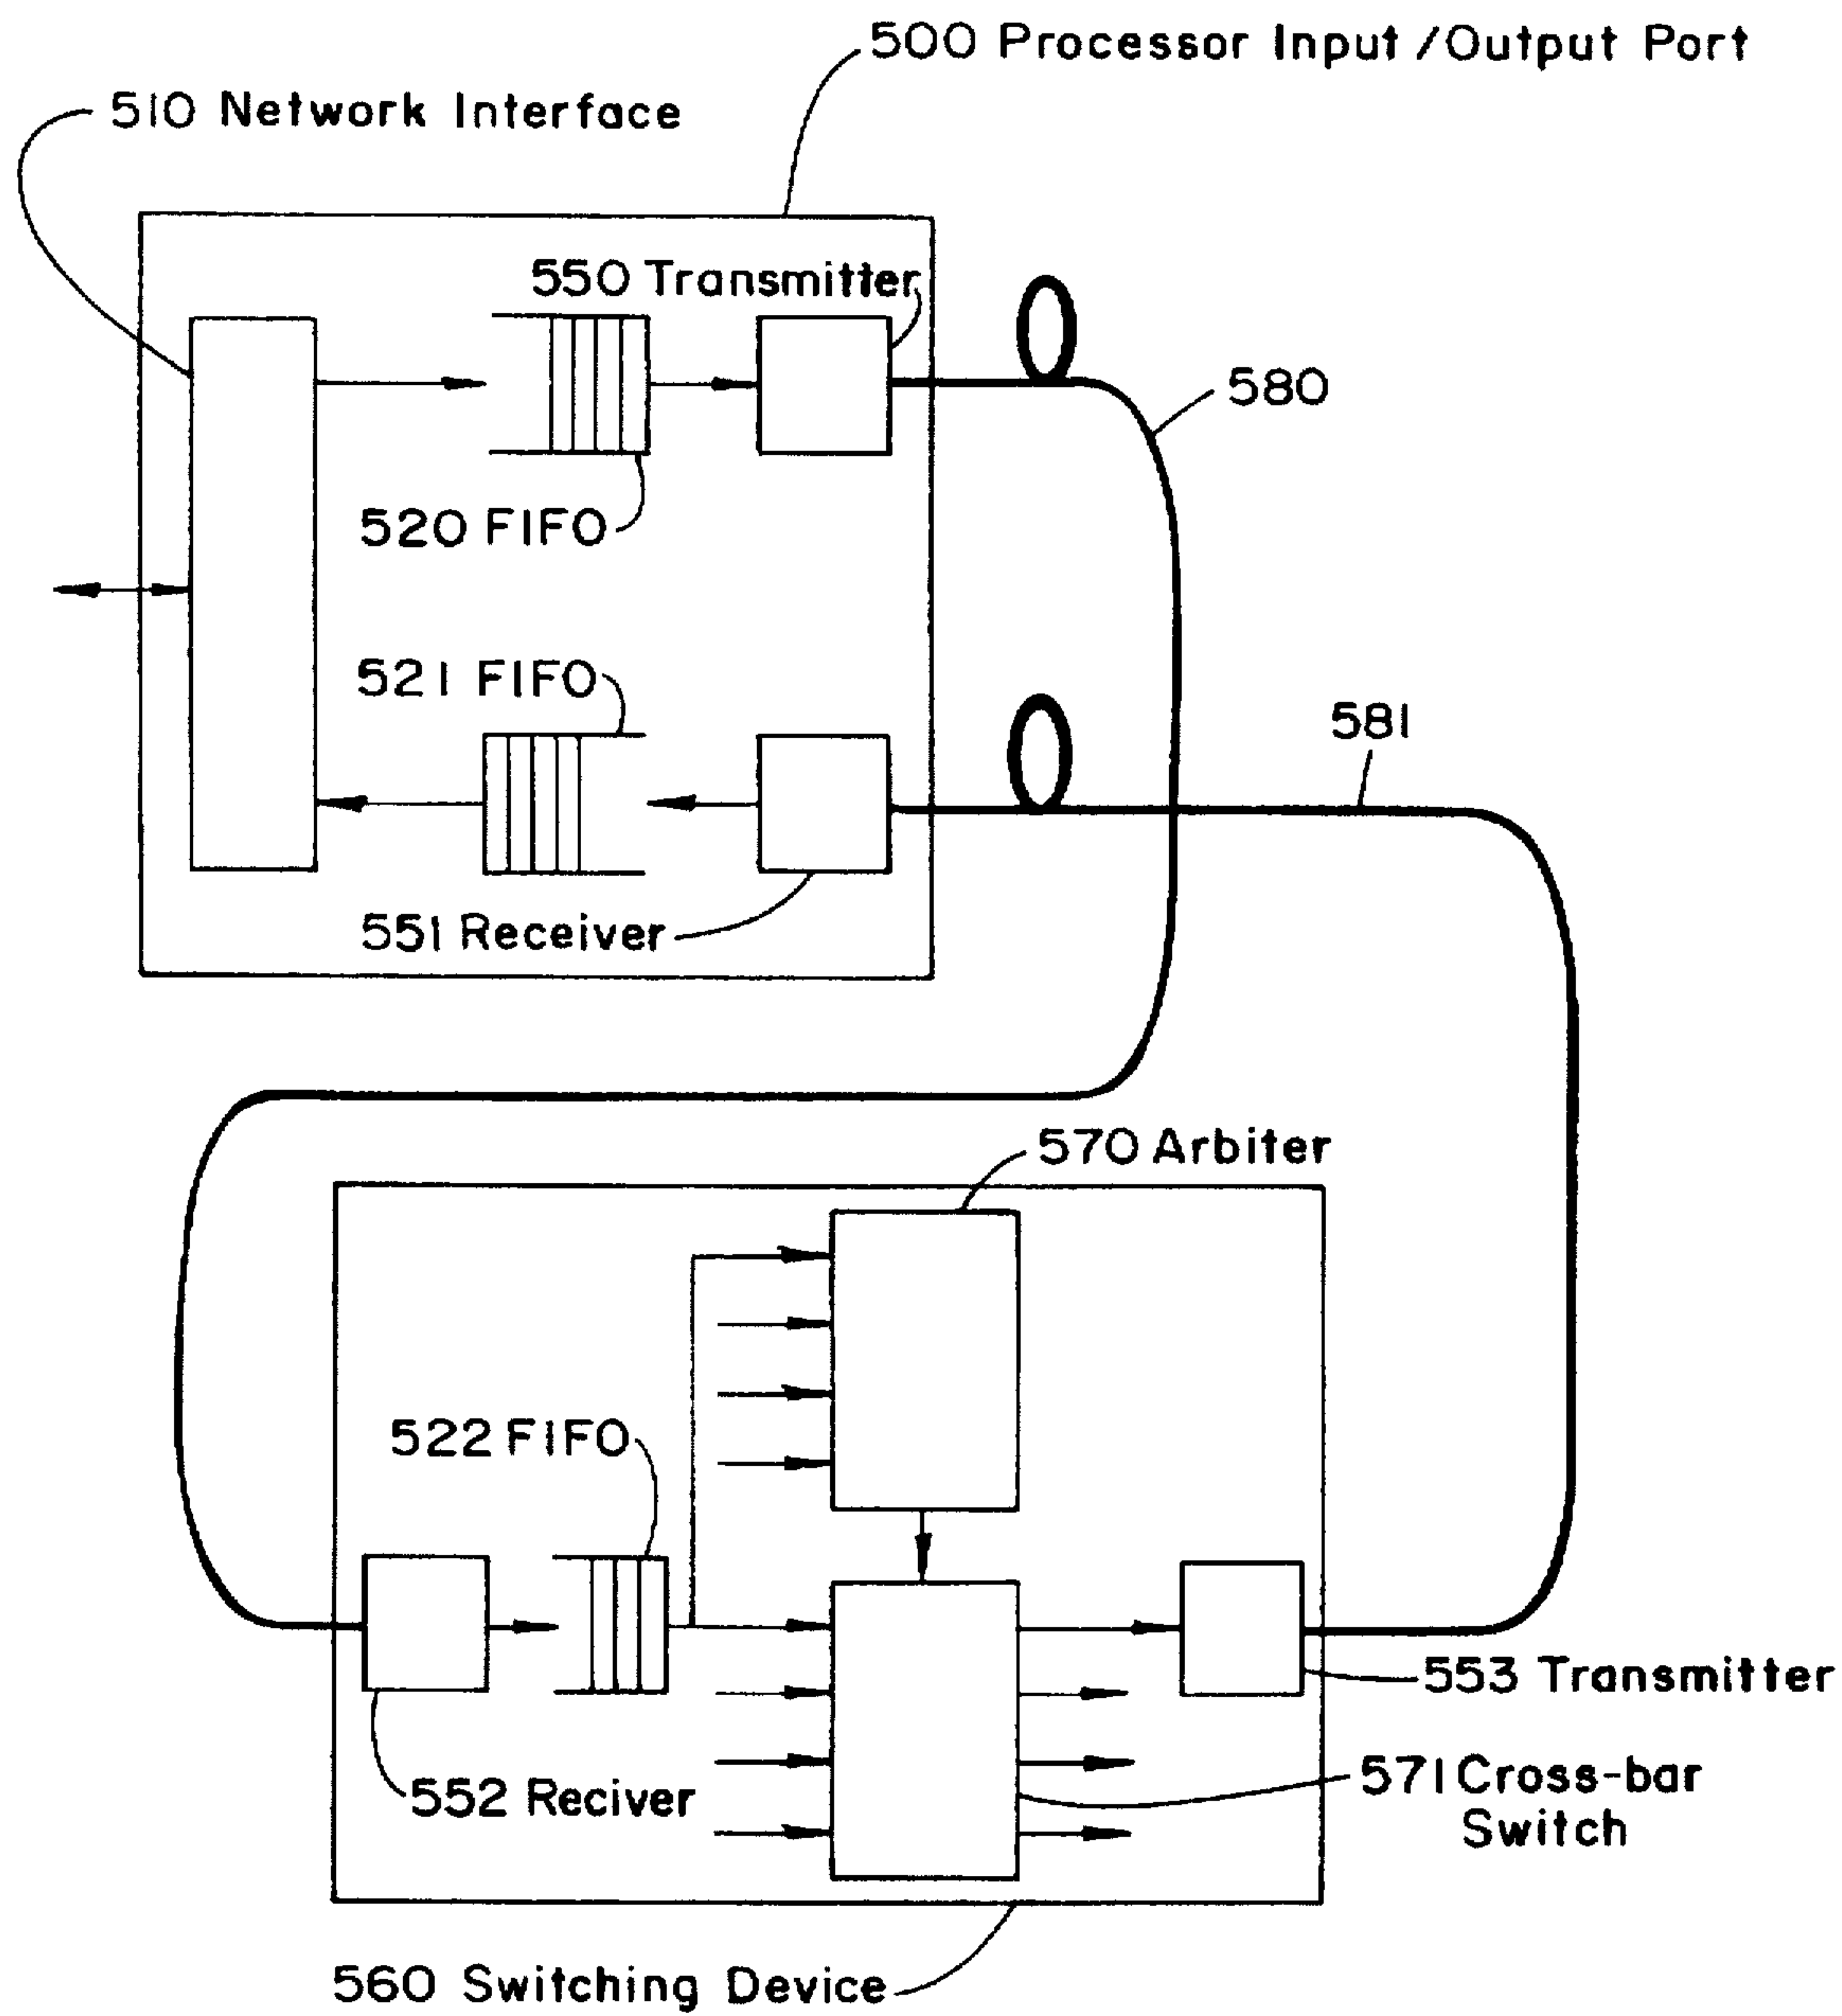 500 Processor Input/Output Port
510 Network Interface
550 Transmitter
580
520 FIFO
521 FIFO
581
551 Receiver
570 Arbiter
522 FIFO
553 Transmitter
571 Cross-bar
Switch
552 Reciver
560 Switching Device